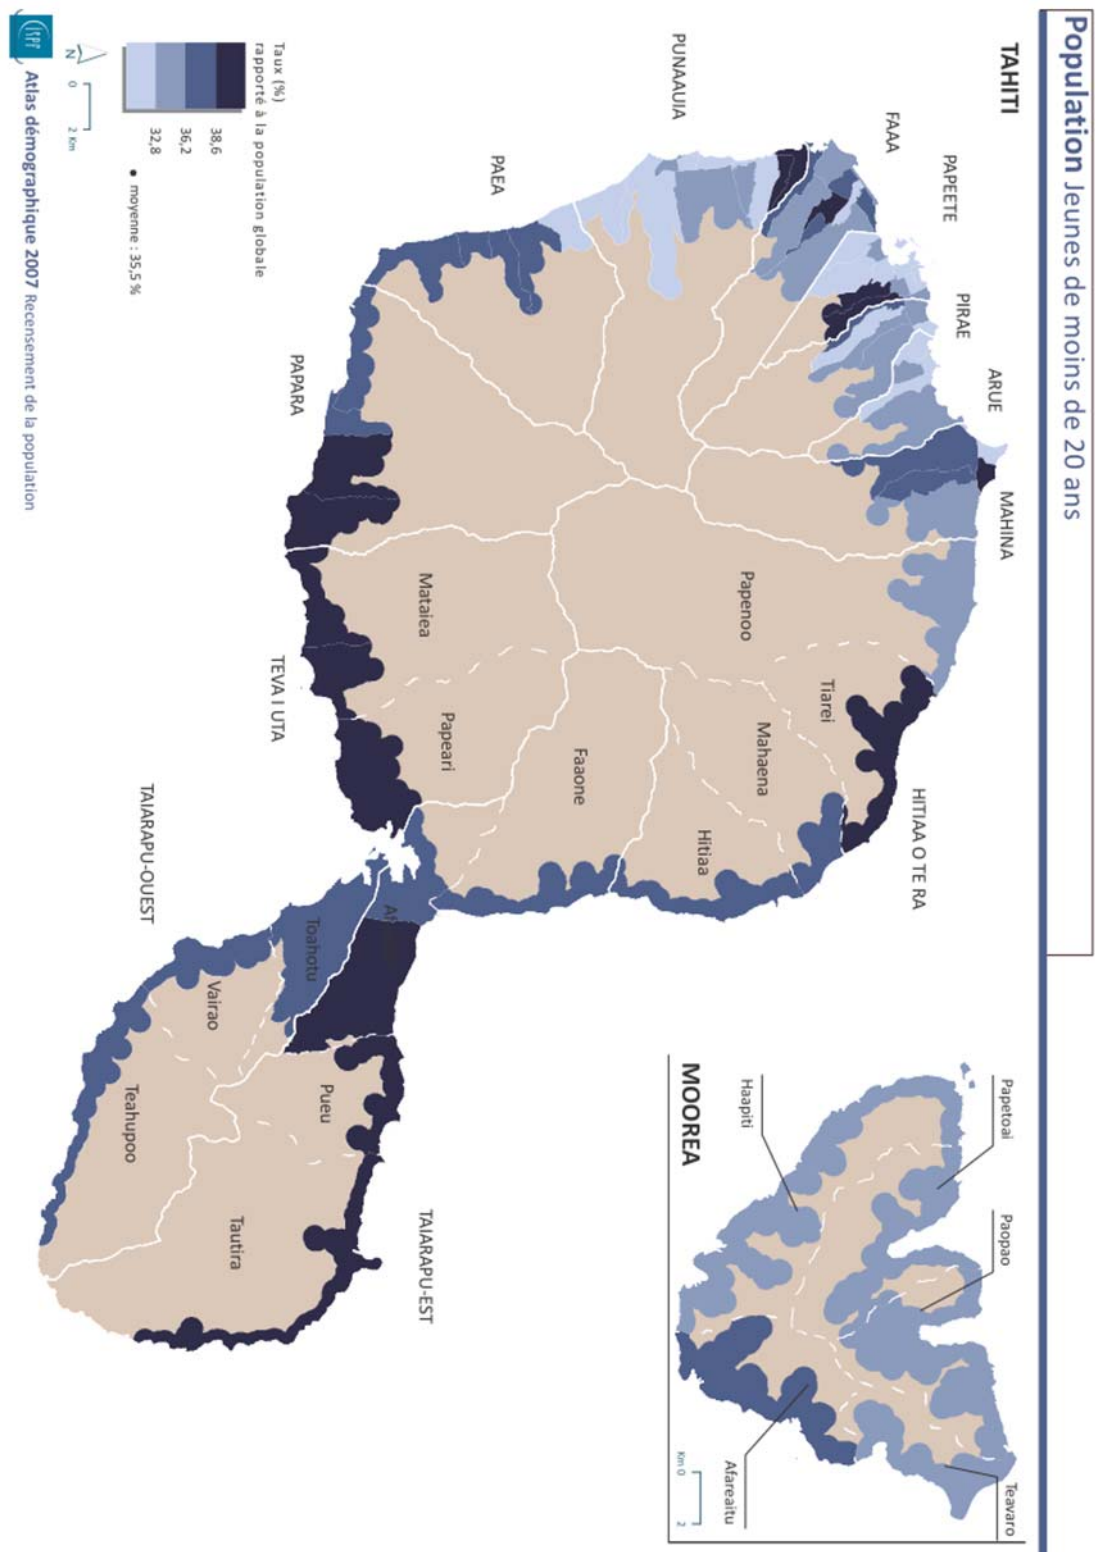 Population Jeunes de moins de 20 ans
TAHITI
PUNAAUIA
FAAA
PAPEETE
PIRAE
ARUE
MAHINA
PAEA
PAPARA
TEVA I UTA
HITIAA O TE RA
TAIARAPU-OUEST
TAIARAPU-EST
Papenoo
Tiarei
Mahaena
Hitiaa
Faaone
Mataiea
Papeari
Toahotu
Vairao
Teahupoo
Pueu
Tautira
MOOREA
Papetoai
Paopao
Haapiti
Afareaitu
Teavaro
Km 0 2
Taux (%)
rapporté à la population globale
38,6
36,2
32,8
• moyenne : 35,5 %
N
0 2 Km
ISPF
Atlas démographique 2007 Recensement de la population